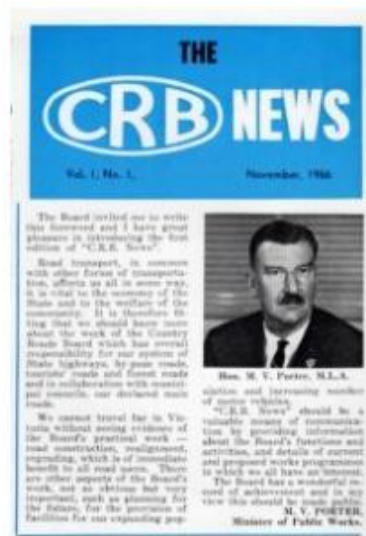 THE
CRB NEWS
Vol. 1, No. 1, November, 1966
The Board invited me to write
this foreword and I have great
pleasure in introducing the first
edition of "C.R.B. News".
Road transport, in common
with other forms of transporta-
tion, affects us all in some way,
it is vital to the economy of the
State and to the welfare of the
community. It is therefore fit-
ting that we should know more
about the work of the Country
Roads Board which has overall
responsibility for our system of
State highways, by-pass roads,
tourists' roads and forest roads
and in collaboration with munici-
pal councils, our declared main
roads.
We cannot travel far in Vic-
toria without seeing evidence of
the Board's practical work —
road construction, realignment,
upgrading, which is of immediate
benefit to all road users. There
are other aspects of the Board's
work, not so obvious but very
important, such as planning for
the future, for the provision of
facilities for our expanding pop-
Hon. M. V. Porter, M.L.A.
ulation and increasing number
of motor vehicles.
"C.R.B. News" should be a
valuable means of communica-
tion by providing information
about the Board's functions and
activities, and details of current
and proposed works programmes
in which we all have an interest.
The Board has a wonderful re-
cord of achievement and in my
view this should be made public.
M. V. PORTER,
Minister of Public Works.